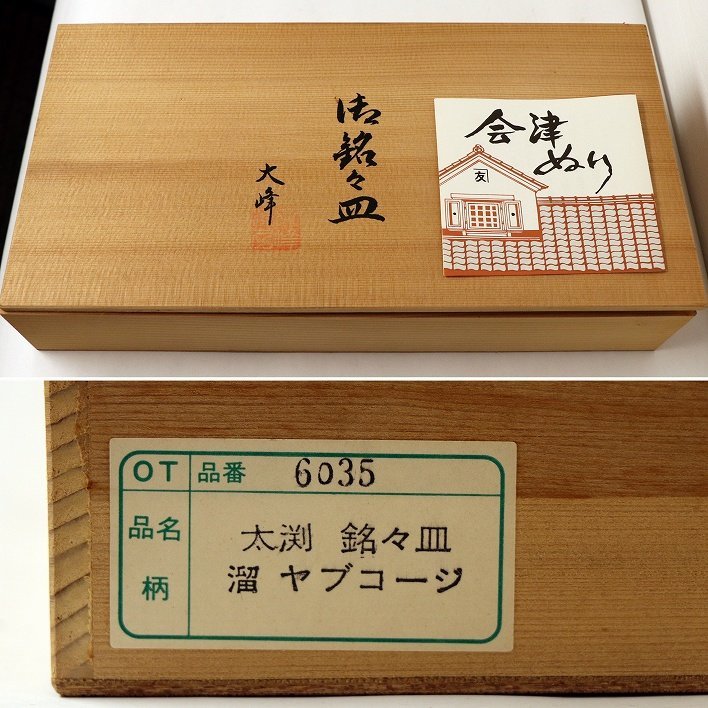 御銘々皿
大峰
会津
ぬり
友
OT 品番 6035
品名 太渕 銘々皿
柄 溜 ヤブコージ